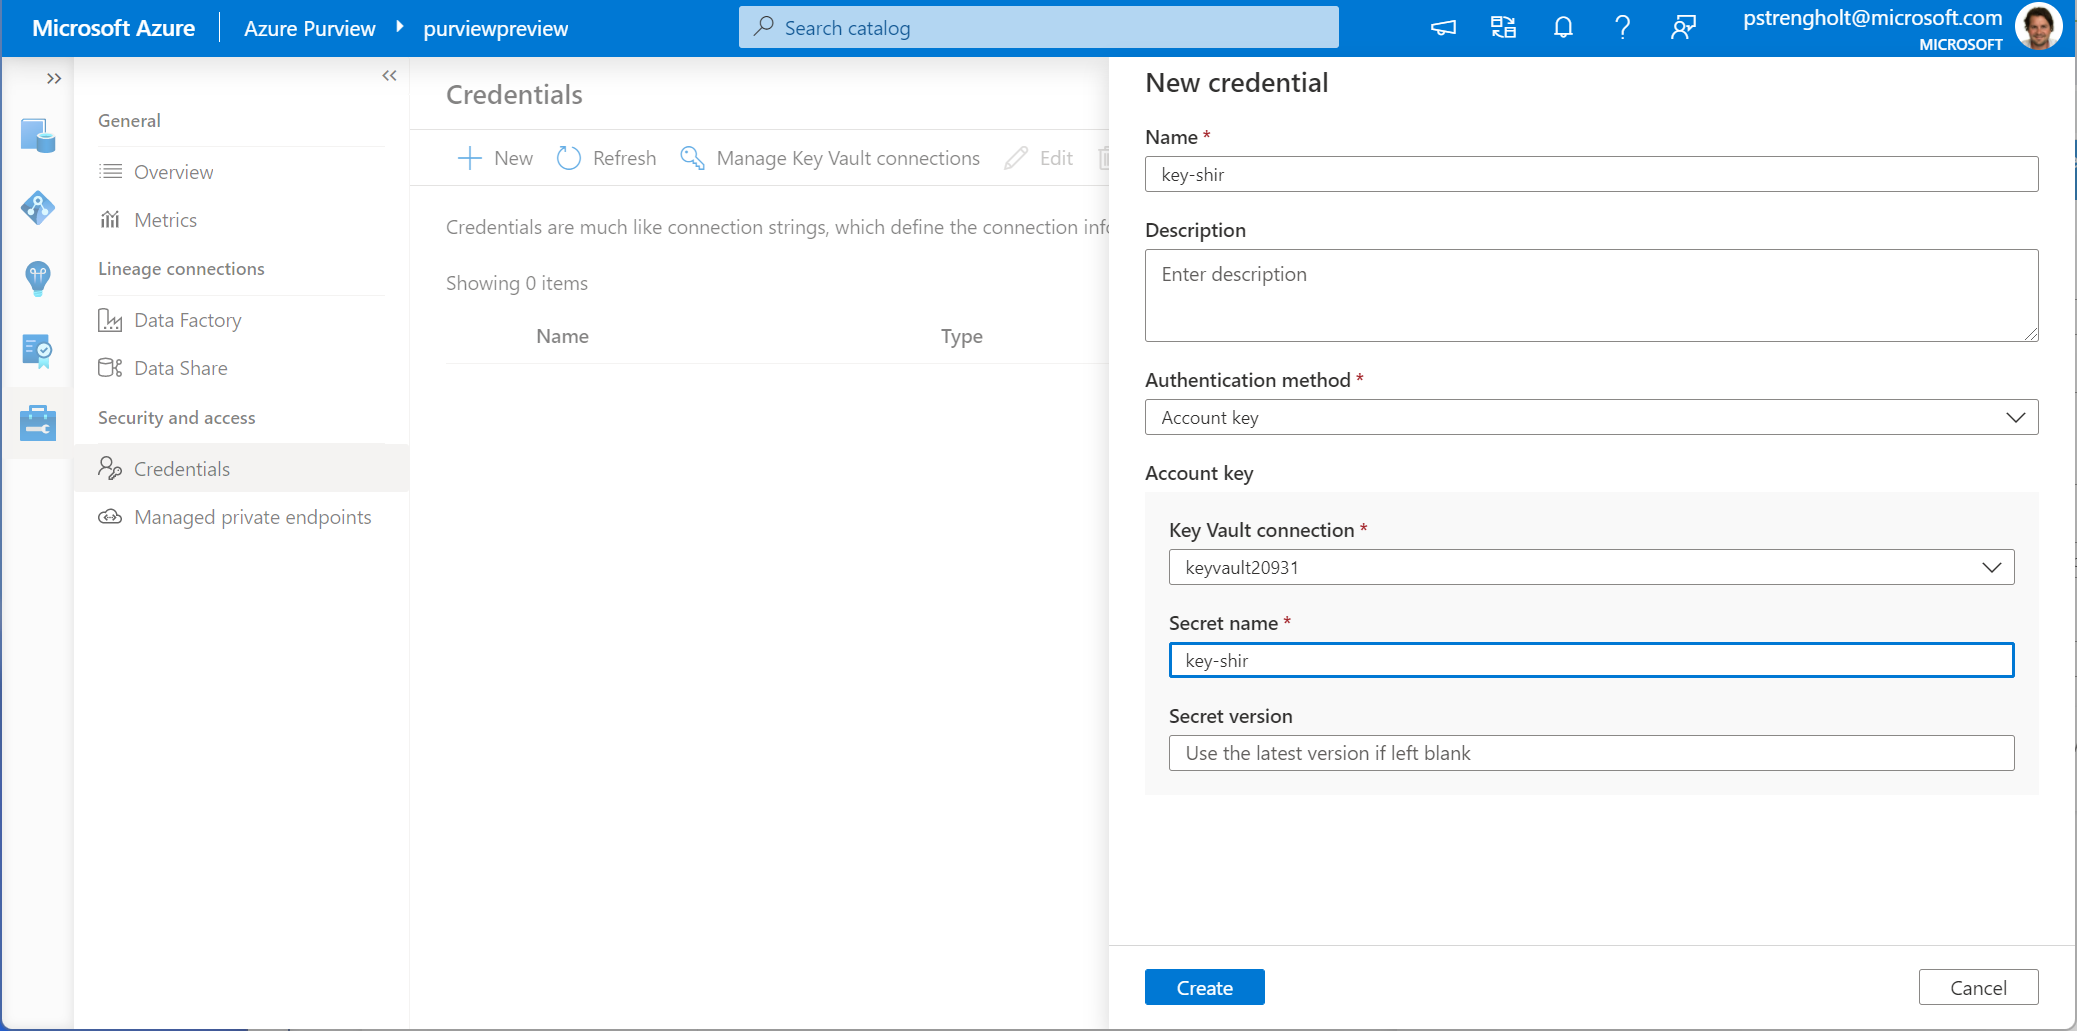 Microsoft Azure
Azure Purview
purviewpreview
Search catalog
pstrengholt@microsoft.com
MICROSOFT
General
Overview
Metrics
Lineage connections
Data Factory
Data Share
Security and access
Credentials
Managed private endpoints
Credentials
New
Refresh
Manage Key Vault connections
Edit
Credentials are much like connection strings, which define the connection info
Showing 0 items
Name
Type
New credential
Name *
key-shir
Description
Enter description
Authentication method *
Account key
Account key
Key Vault connection *
keyvault20931
Secret name *
key-shir
Secret version
Use the latest version if left blank
Create
Cancel